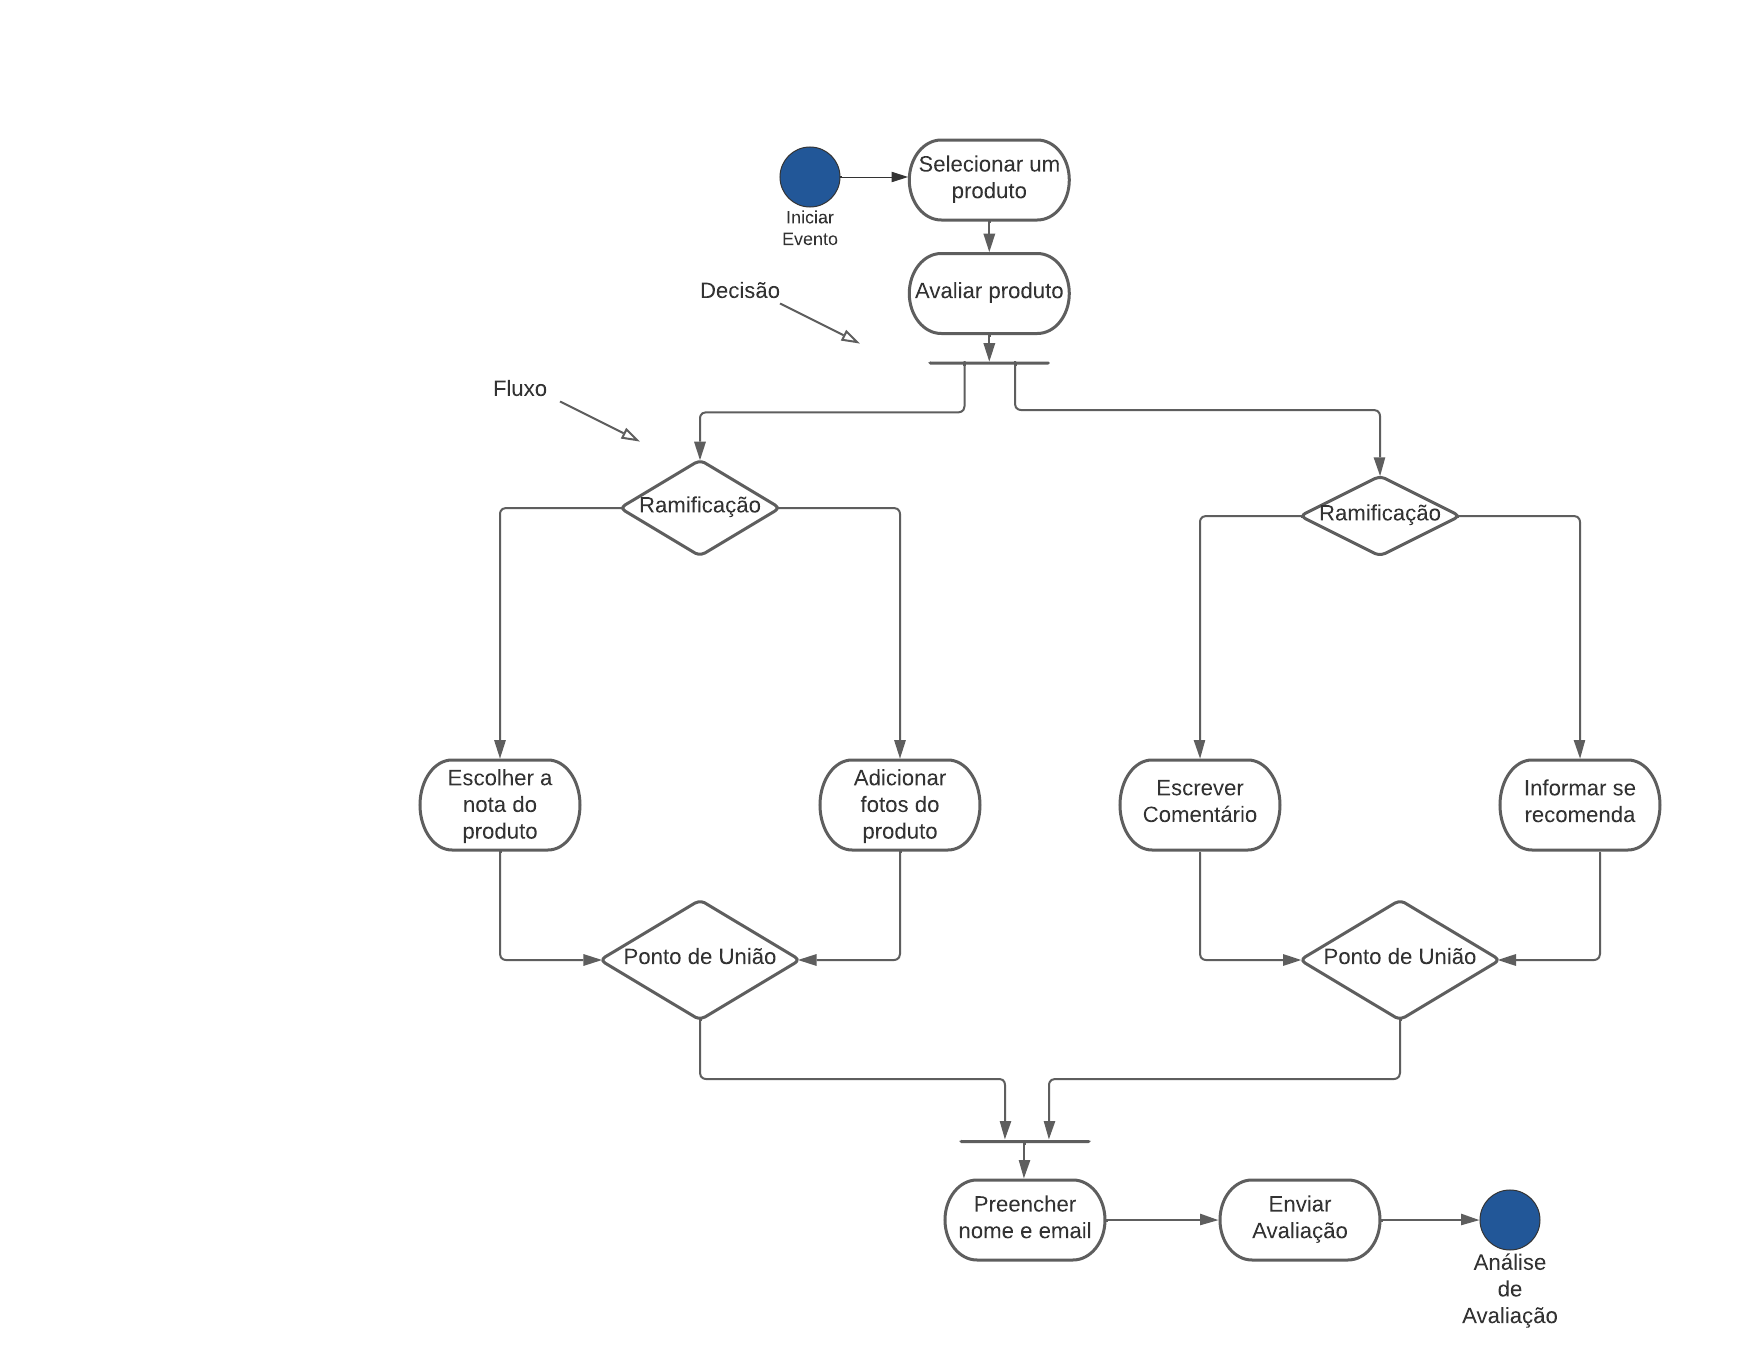 Selecionar um
produto
Iniciar
Evento
Avaliar produto
Decisão
Fluxo
Ramificação
Ramificação
Escolher a
nota do
produto
Adicionar
fotos do
produto
Escrever
Comentário
Informar se
recomenda
Ponto de União
Ponto de União
Preencher
nome e email
Enviar
Avaliação
Análise
de
Avaliação